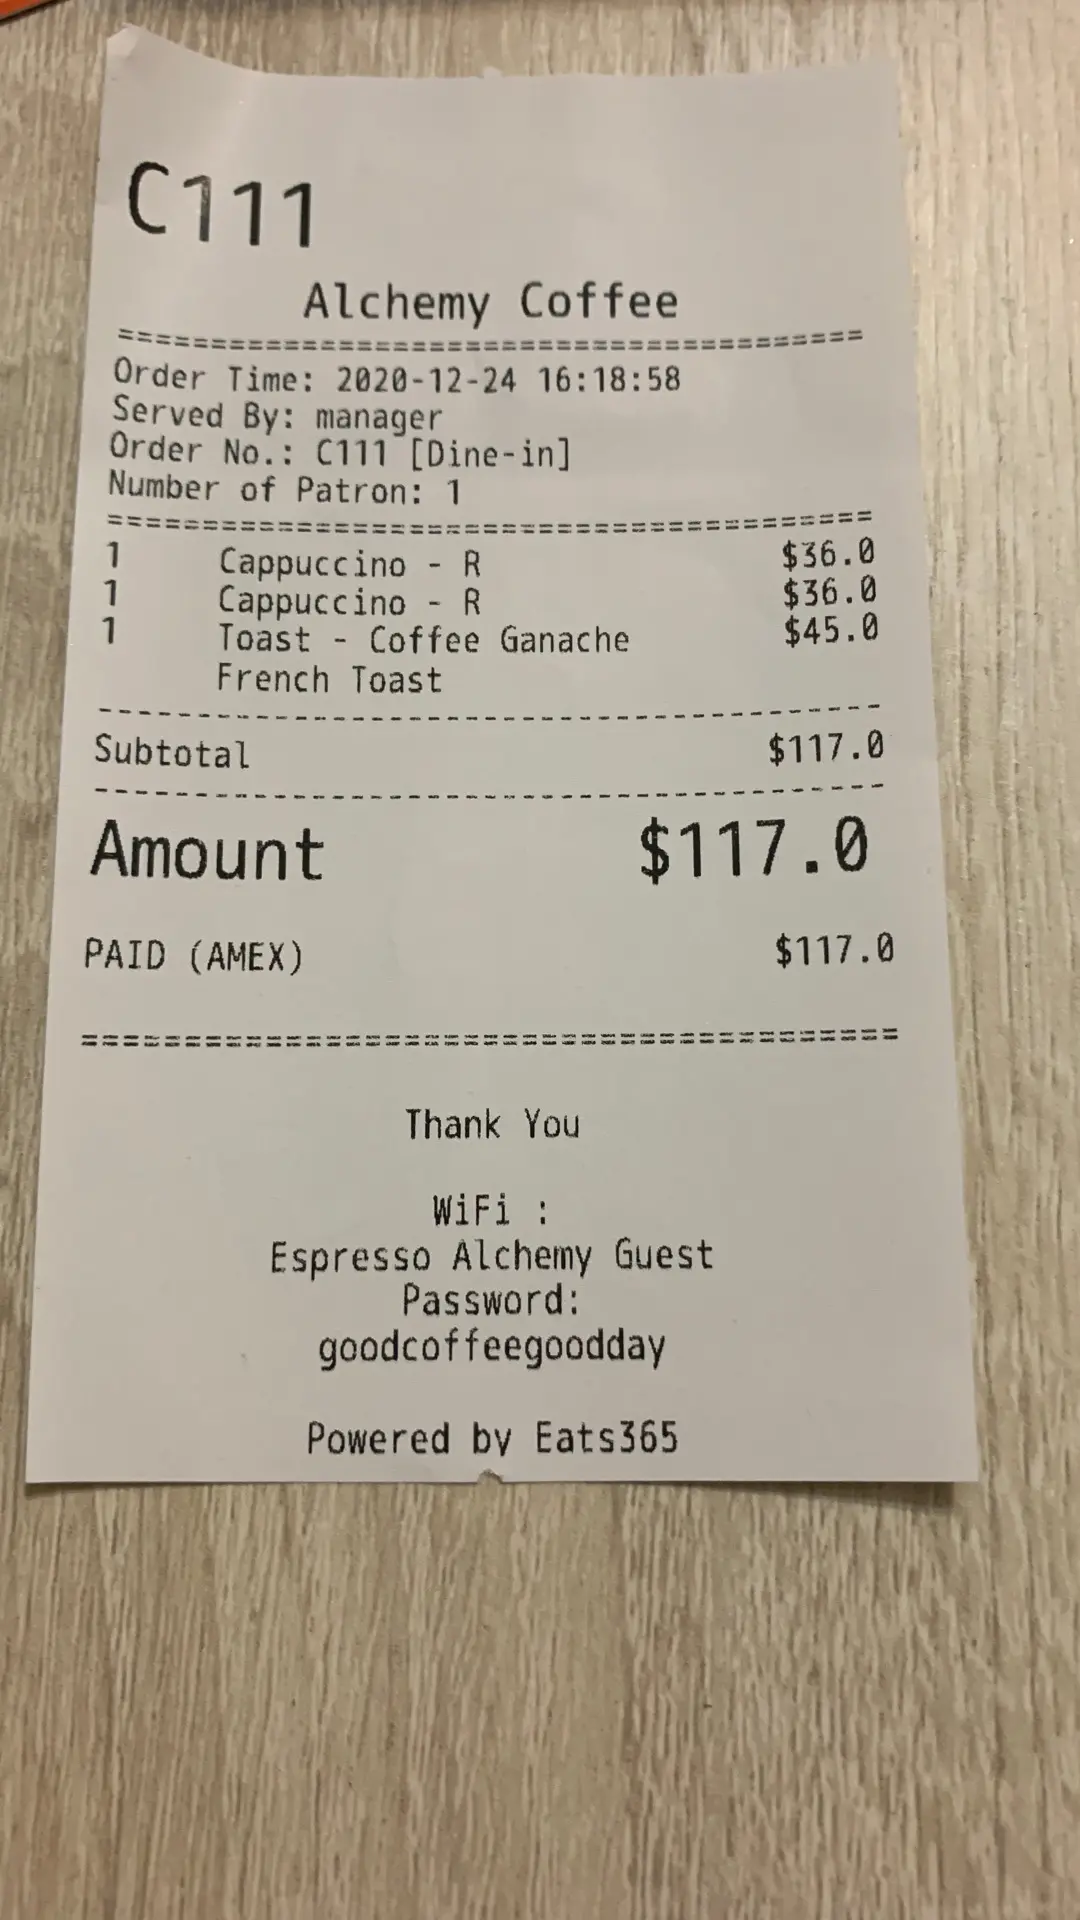 C111
Alchemy Coffee
========================================
Order Time: 2020-12-24 16:18:58
Served By: manager
Order No.: C111 [Dine-in]
Number of Patron: 1
========================================
1 Cappuccino - R $36.0
1 Cappuccino - R $36.0
1 Toast - Coffee Ganache $45.0
French Toast
----------------------------------------
Subtotal $117.0
----------------------------------------
Amount $117.0
PAID (AMEX) $117.0
========================================
Thank You
WiFi :
Espresso Alchemy Guest
Password:
goodcoffeegoodday
Powered by Eats365